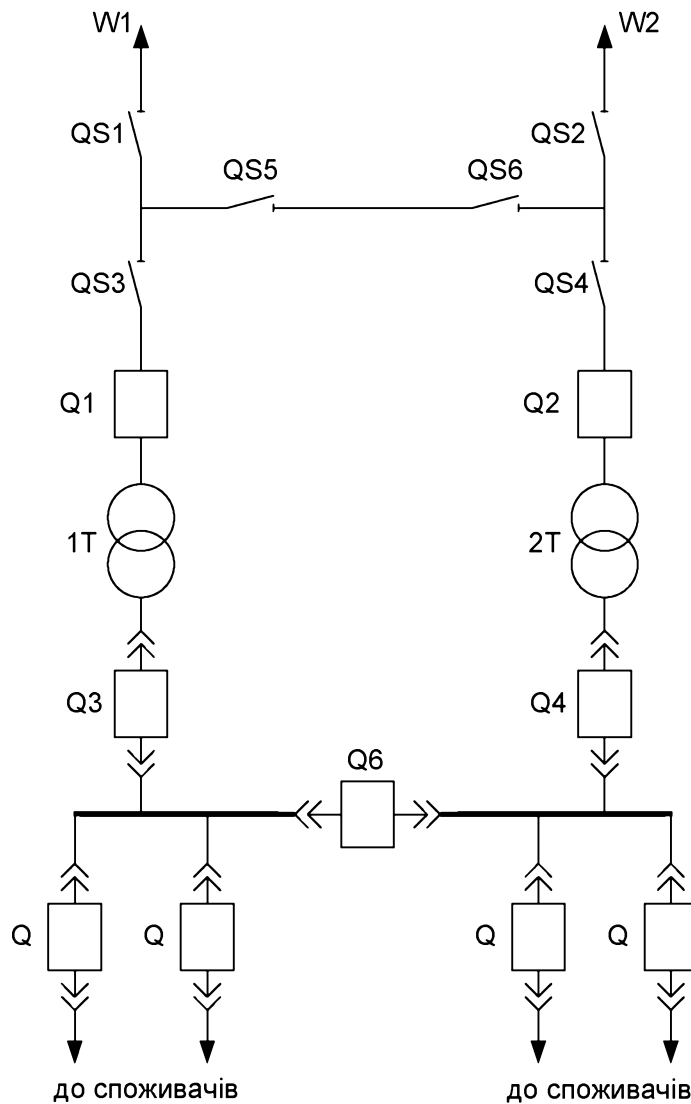 W1
W2
QS1
QS2
QS5
QS6
QS3
QS4
Q1
Q2
1T
2T
Q3
Q4
Q6
Q
Q
Q
Q
до споживачів
до споживачів